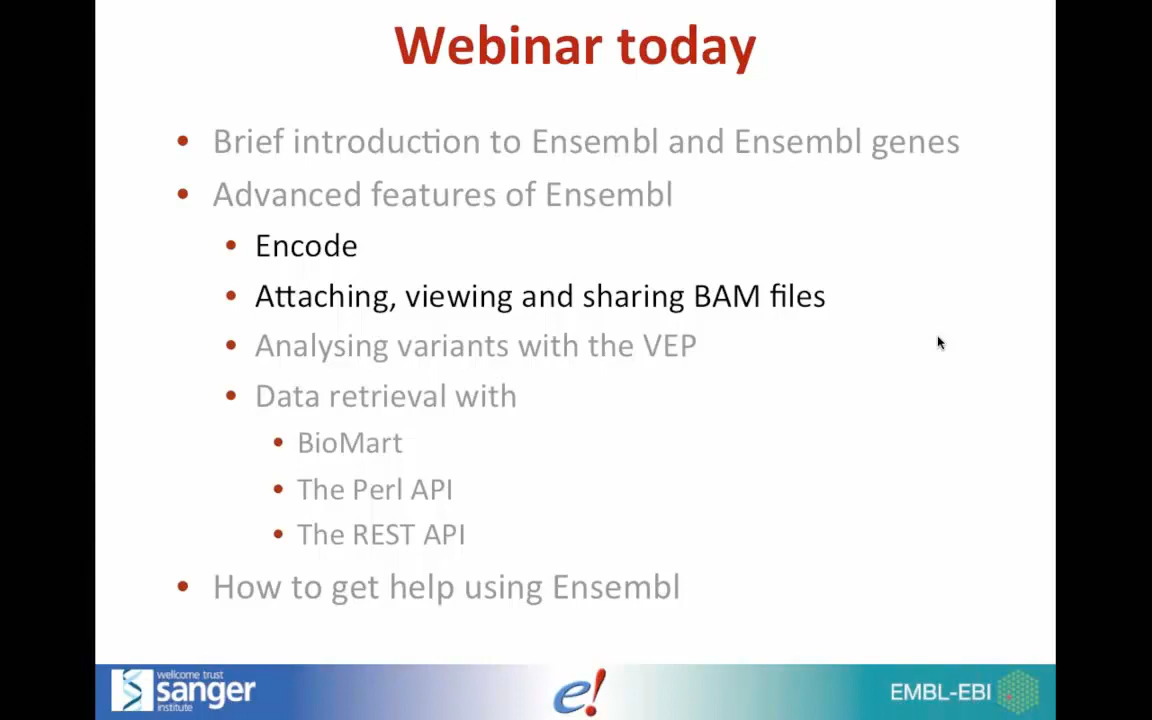 Webinar today
• Brief introduction to Ensembl and Ensembl genes
• Advanced features of Ensembl
• Encode
• Attaching, viewing and sharing BAM files
• Analysing variants with the VEP
• Data retrieval with
• BioMart
• The Perl API
• The REST API
• How to get help using Ensembl
wellcome trust
sanger
institute
e!
EMBL-EBI